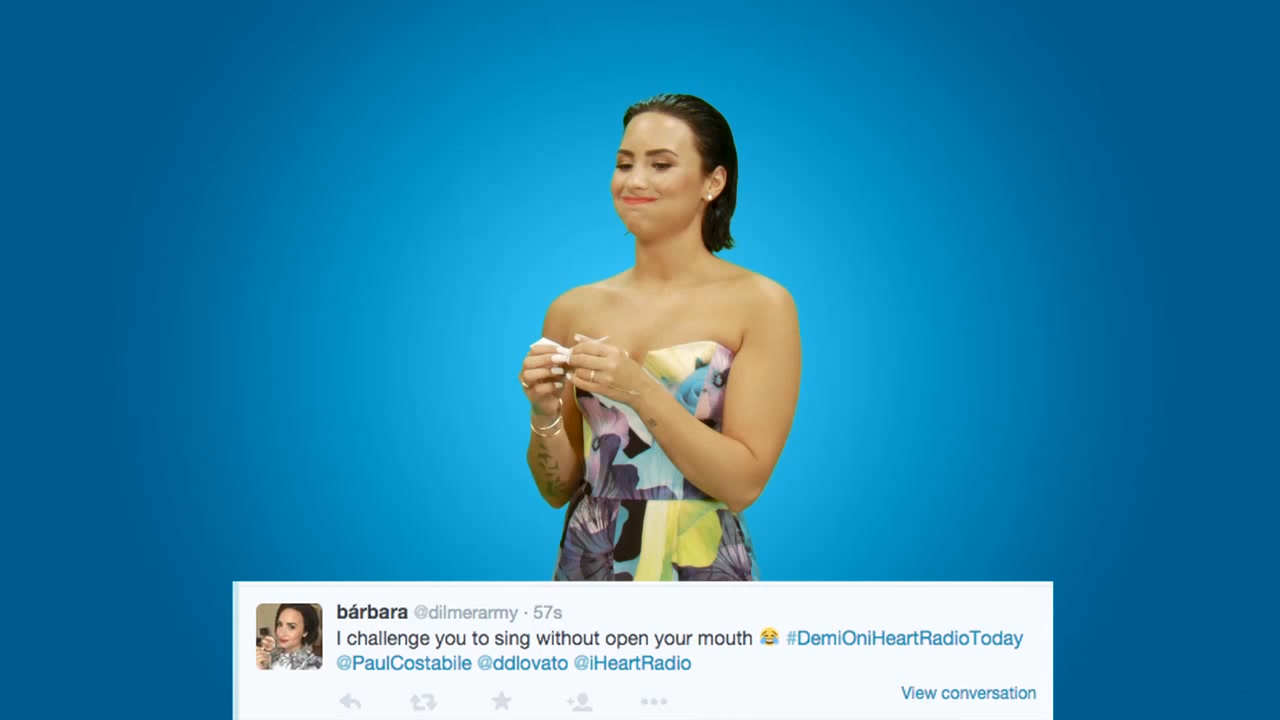 bárbara @dilmerarmy · 57s
I challenge you to sing without open your mouth 😂 #DemiOniHeartRadioToday
@PaulCostabile @ddlovato @iHeartRadio
View conversation